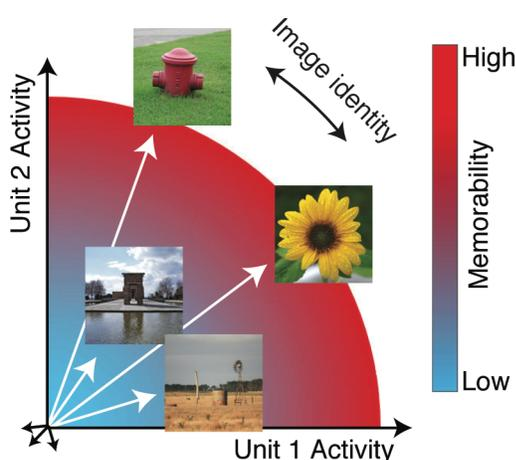 Image identity
High
Unit 2 Activity
Memorability
Low
Unit 1 Activity